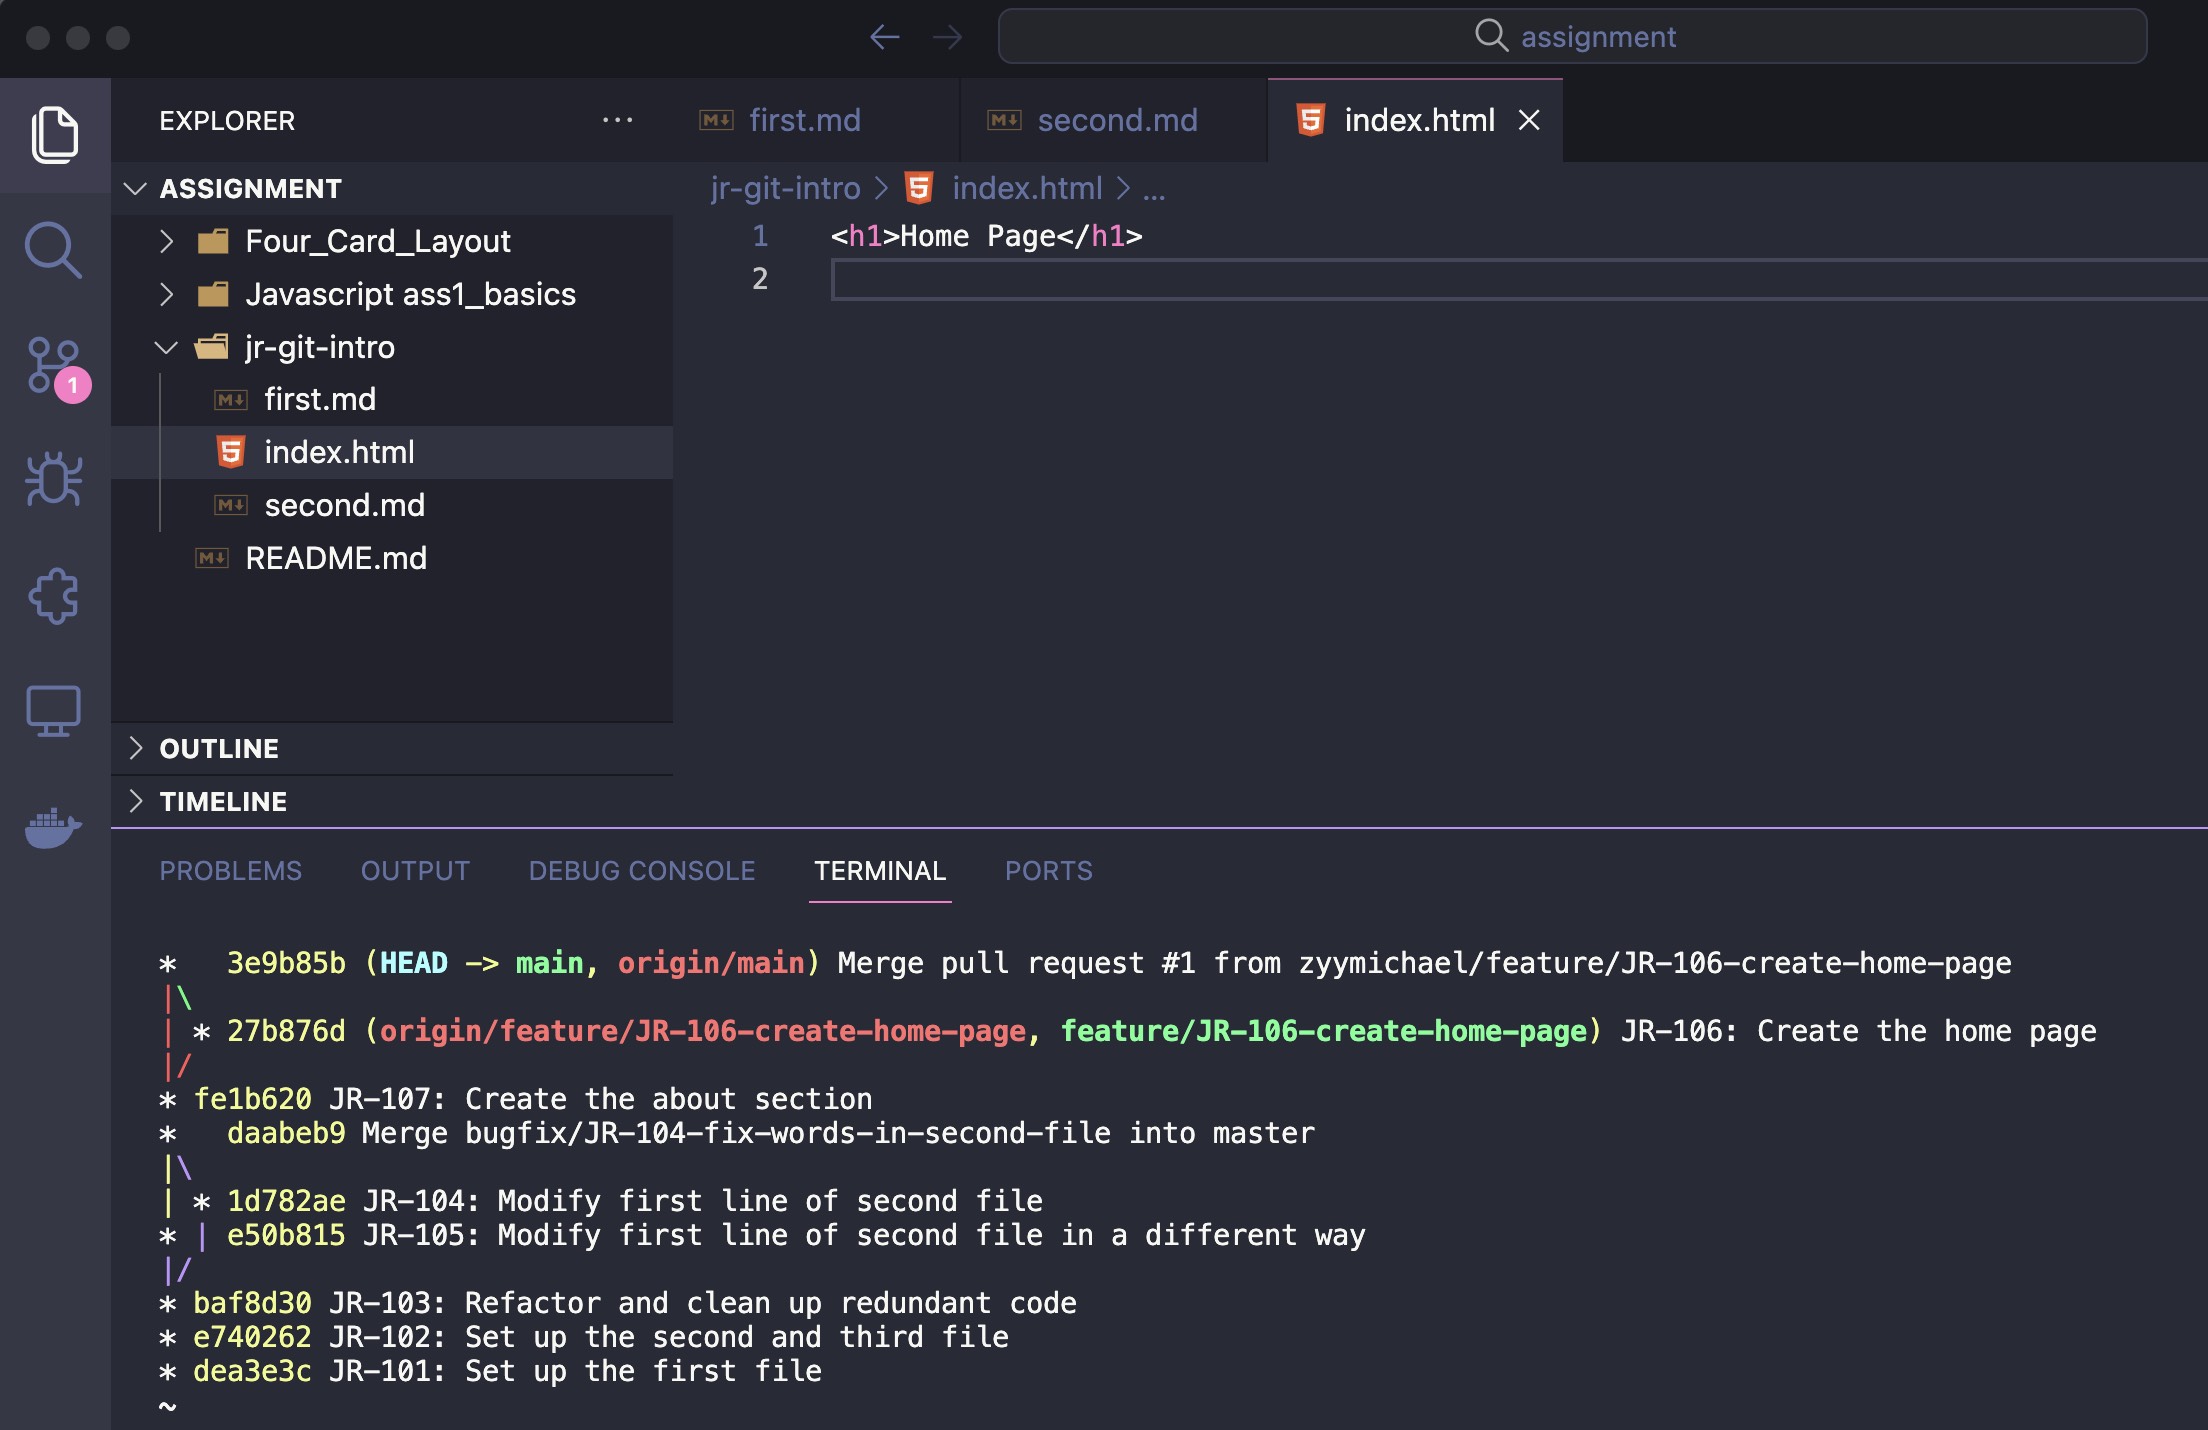 assignment
EXPLORER ...
first.md
second.md
index.html
ASSIGNMENT
Four_Card_Layout
Javascript ass1_basics
jr-git-intro
first.md
index.html
second.md
README.md
OUTLINE
TIMELINE
1
jr-git-intro > index.html > ...
1 <h1>Home Page</h1>
2
PROBLEMS OUTPUT DEBUG CONSOLE TERMINAL PORTS
*   3e9b85b (HEAD -> main, origin/main) Merge pull request #1 from zyymichael/feature/JR-106-create-home-page
|\
| * 27b876d (origin/feature/JR-106-create-home-page, feature/JR-106-create-home-page) JR-106: Create the home page
|/
* fe1b620 JR-107: Create the about section
*   daabeb9 Merge bugfix/JR-104-fix-words-in-second-file into master
|\
| * 1d782ae JR-104: Modify first line of second file
* | e50b815 JR-105: Modify first line of second file in a different way
|/
* baf8d30 JR-103: Refactor and clean up redundant code
* e740262 JR-102: Set up the second and third file
* dea3e3c JR-101: Set up the first file
~